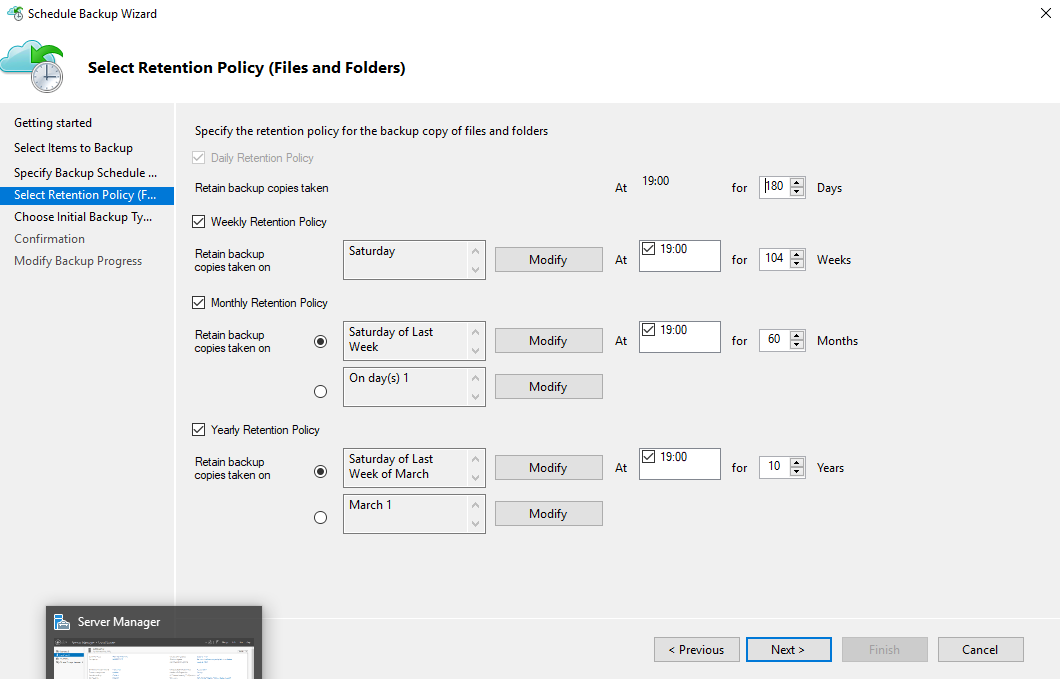 Schedule Backup Wizard
Select Retention Policy (Files and Folders)
Getting started
Select Items to Backup
Specify Backup Schedule ...
Select Retention Policy (F...
Choose Initial Backup Ty...
Confirmation
Modify Backup Progress
Specify the retention policy for the backup copy of files and folders
Daily Retention Policy
Retain backup copies taken At 19:00 for 180 Days
Weekly Retention Policy
Retain backup
copies taken on
Saturday
Modify
At
19:00
for
104
Weeks
Monthly Retention Policy
Retain backup
copies taken on
Saturday of Last
Week
Modify
At
19:00
for
60
Months
On day(s) 1
Modify
Yearly Retention Policy
Retain backup
copies taken on
Saturday of Last
Week of March
Modify
At
19:00
for
10
Years
March 1
Modify
Server Manager
< Previous
Next >
Finish
Cancel